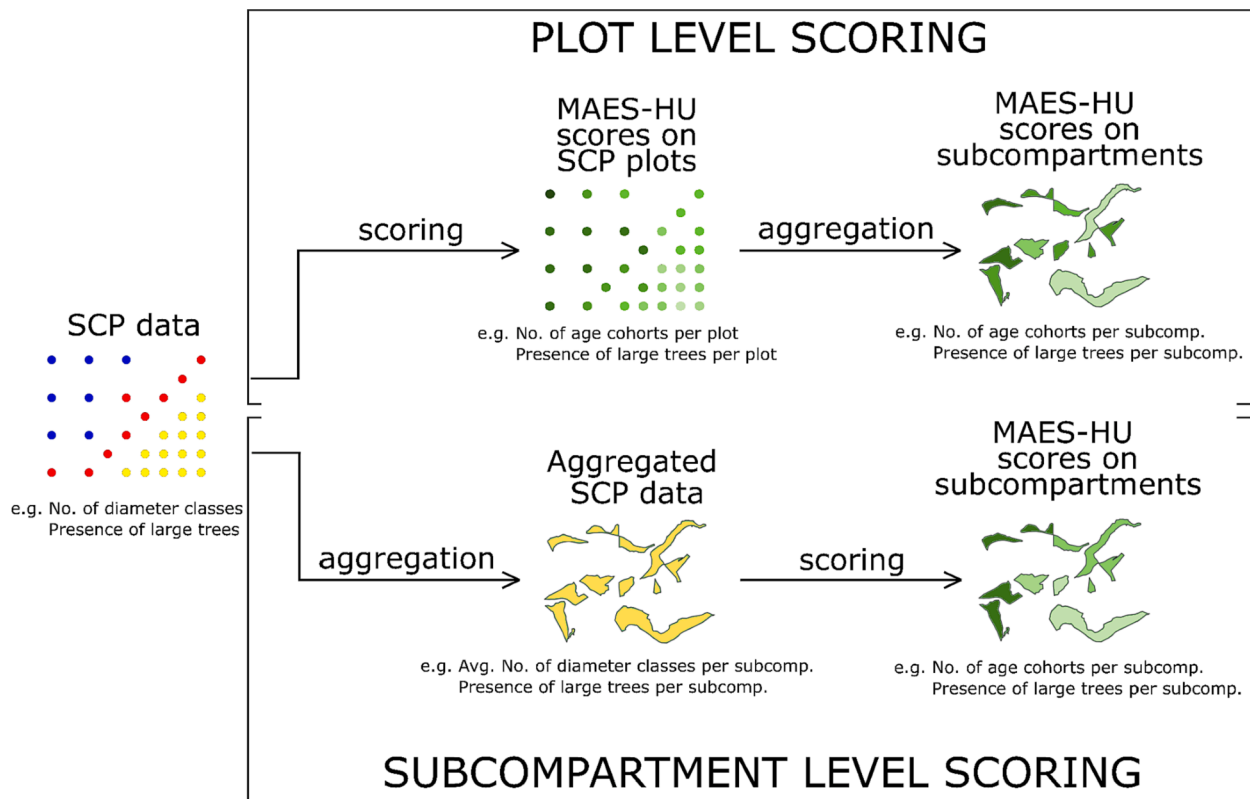 PLOT LEVEL SCORING
MAES-HU
scores on
SCP plots
MAES-HU
scores on
subcompartments
scoring
aggregation
e.g. No. of age cohorts per plot
Presence of large trees per plot
e.g. No. of age cohorts per subcomp.
Presence of large trees per subcomp.
SCP data
e.g. No. of diameter classes
Presence of large trees
Aggregated
SCP data
MAES-HU
scores on
subcompartments
aggregation
scoring
e.g. Avg. No. of diameter classes per subcomp.
Presence of large trees per subcomp.
e.g. No. of age cohorts per subcomp.
Presence of large trees per subcomp.
SUBCOMPARTMENT LEVEL SCORING